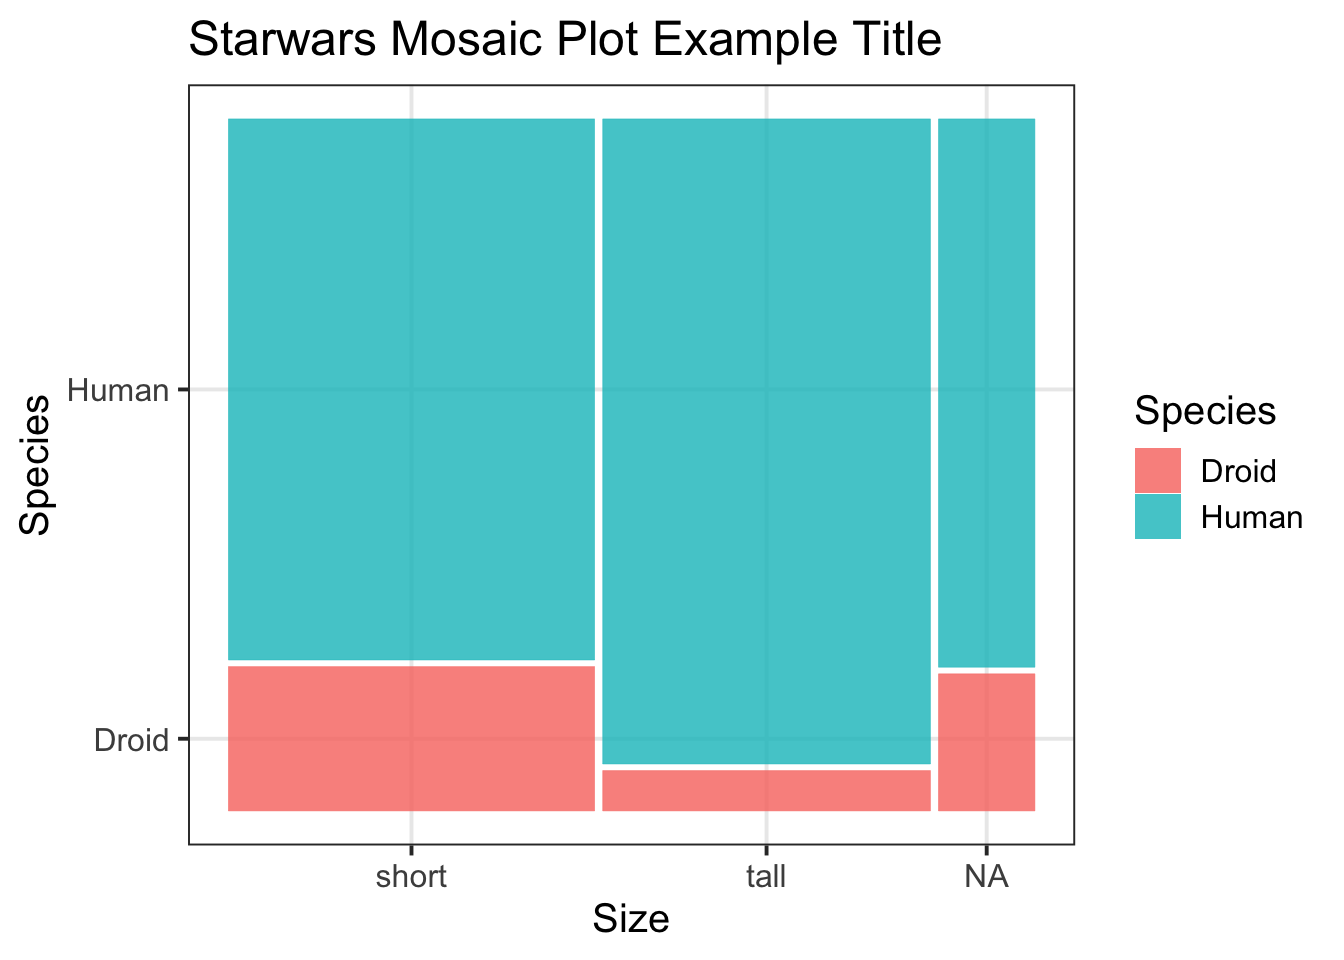 Starwars Mosaic Plot Example Title
Species
Human
Droid
short tall NA
Size
Species
Droid
Human